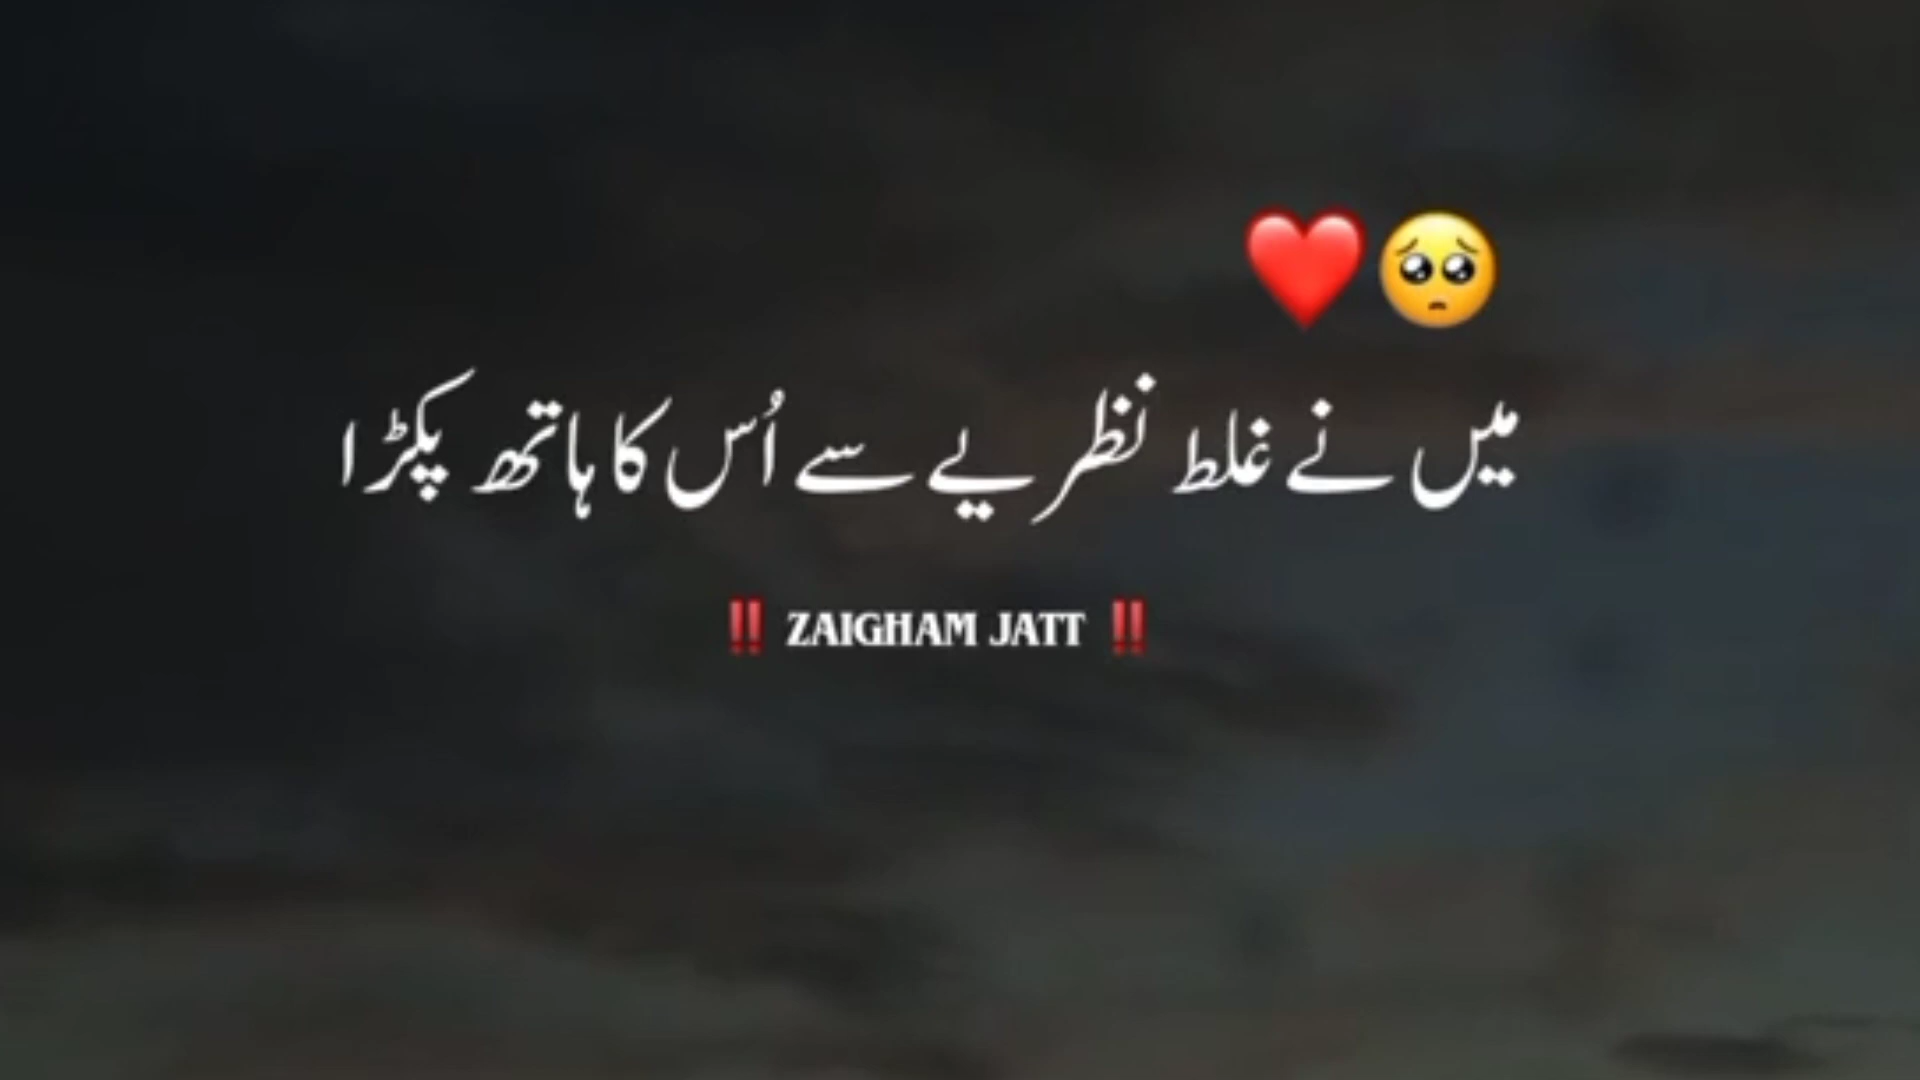 ❤️🥺
میں نے غلط نظریے سے اُس کا ہاتھ پکڑا
‼️ ZAIGHAM JATT ‼️